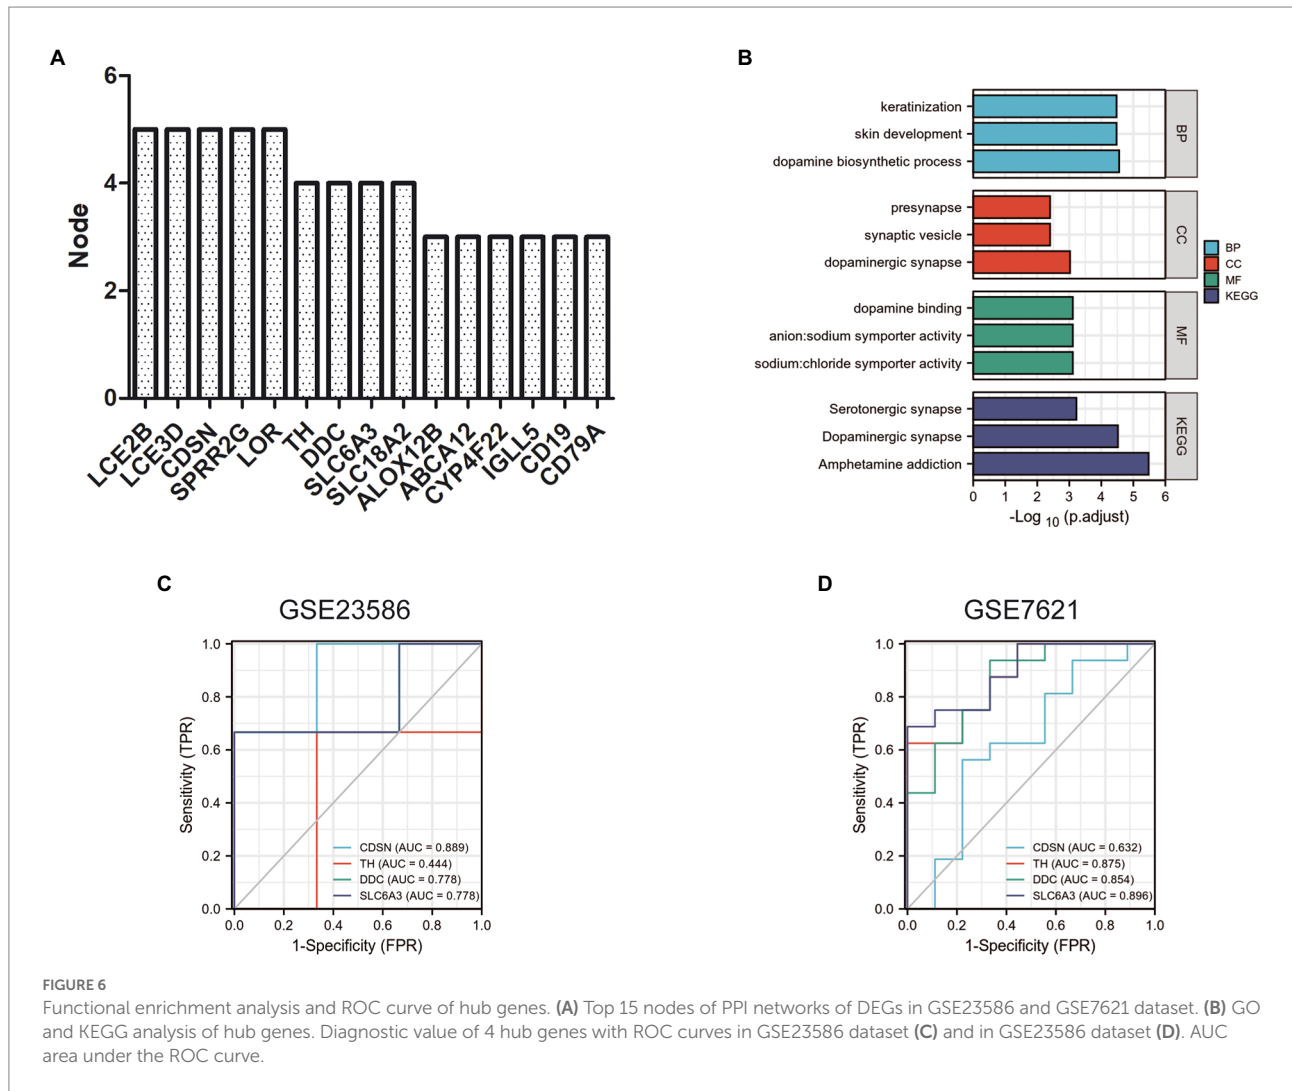 A
6
4
2
0
Node
LCE2B
LCE3D
CDSN
SPRR2G
LOR
TH
DDC
SLC6A3
SLC18A2
ALOX12B
ABCA12
CYP4F22
IGLL5
CD19
CD79A
B
keratinization
skin development
dopamine biosynthetic process
BP
presynapse
synaptic vesicle
dopaminergic synapse
CC
dopamine binding
anion:sodium symporter activity
sodium:chloride symporter activity
MF
Serotonergic synapse
Dopaminergic synapse
Amphetamine addiction
KEGG
0 1 2 3 4 5 6
-Log 10 (p.adjust)
BP
CC
MF
KEGG
C
GSE23586
1.0
0.8
0.6
0.4
0.2
0.0
Sensitivity (TPR)
CDSN (AUC = 0.889)
TH (AUC = 0.444)
DDC (AUC = 0.778)
SLC6A3 (AUC = 0.778)
0.0 0.2 0.4 0.6 0.8 1.0
1-Specificity (FPR)
D
GSE7621
1.0
0.8
0.6
0.4
0.2
0.0
Sensitivity (TPR)
CDSN (AUC = 0.632)
TH (AUC = 0.875)
DDC (AUC = 0.854)
SLC6A3 (AUC = 0.896)
0.0 0.2 0.4 0.6 0.8 1.0
1-Specificity (FPR)
FIGURE 6
Functional enrichment analysis and ROC curve of hub genes. (A) Top 15 nodes of PPI networks of DEGs in GSE23586 and GSE7621 dataset. (B) GO
and KEGG analysis of hub genes. Diagnostic value of 4 hub genes with ROC curves in GSE23586 dataset (C) and in GSE23586 dataset (D). AUC
area under the ROC curve.